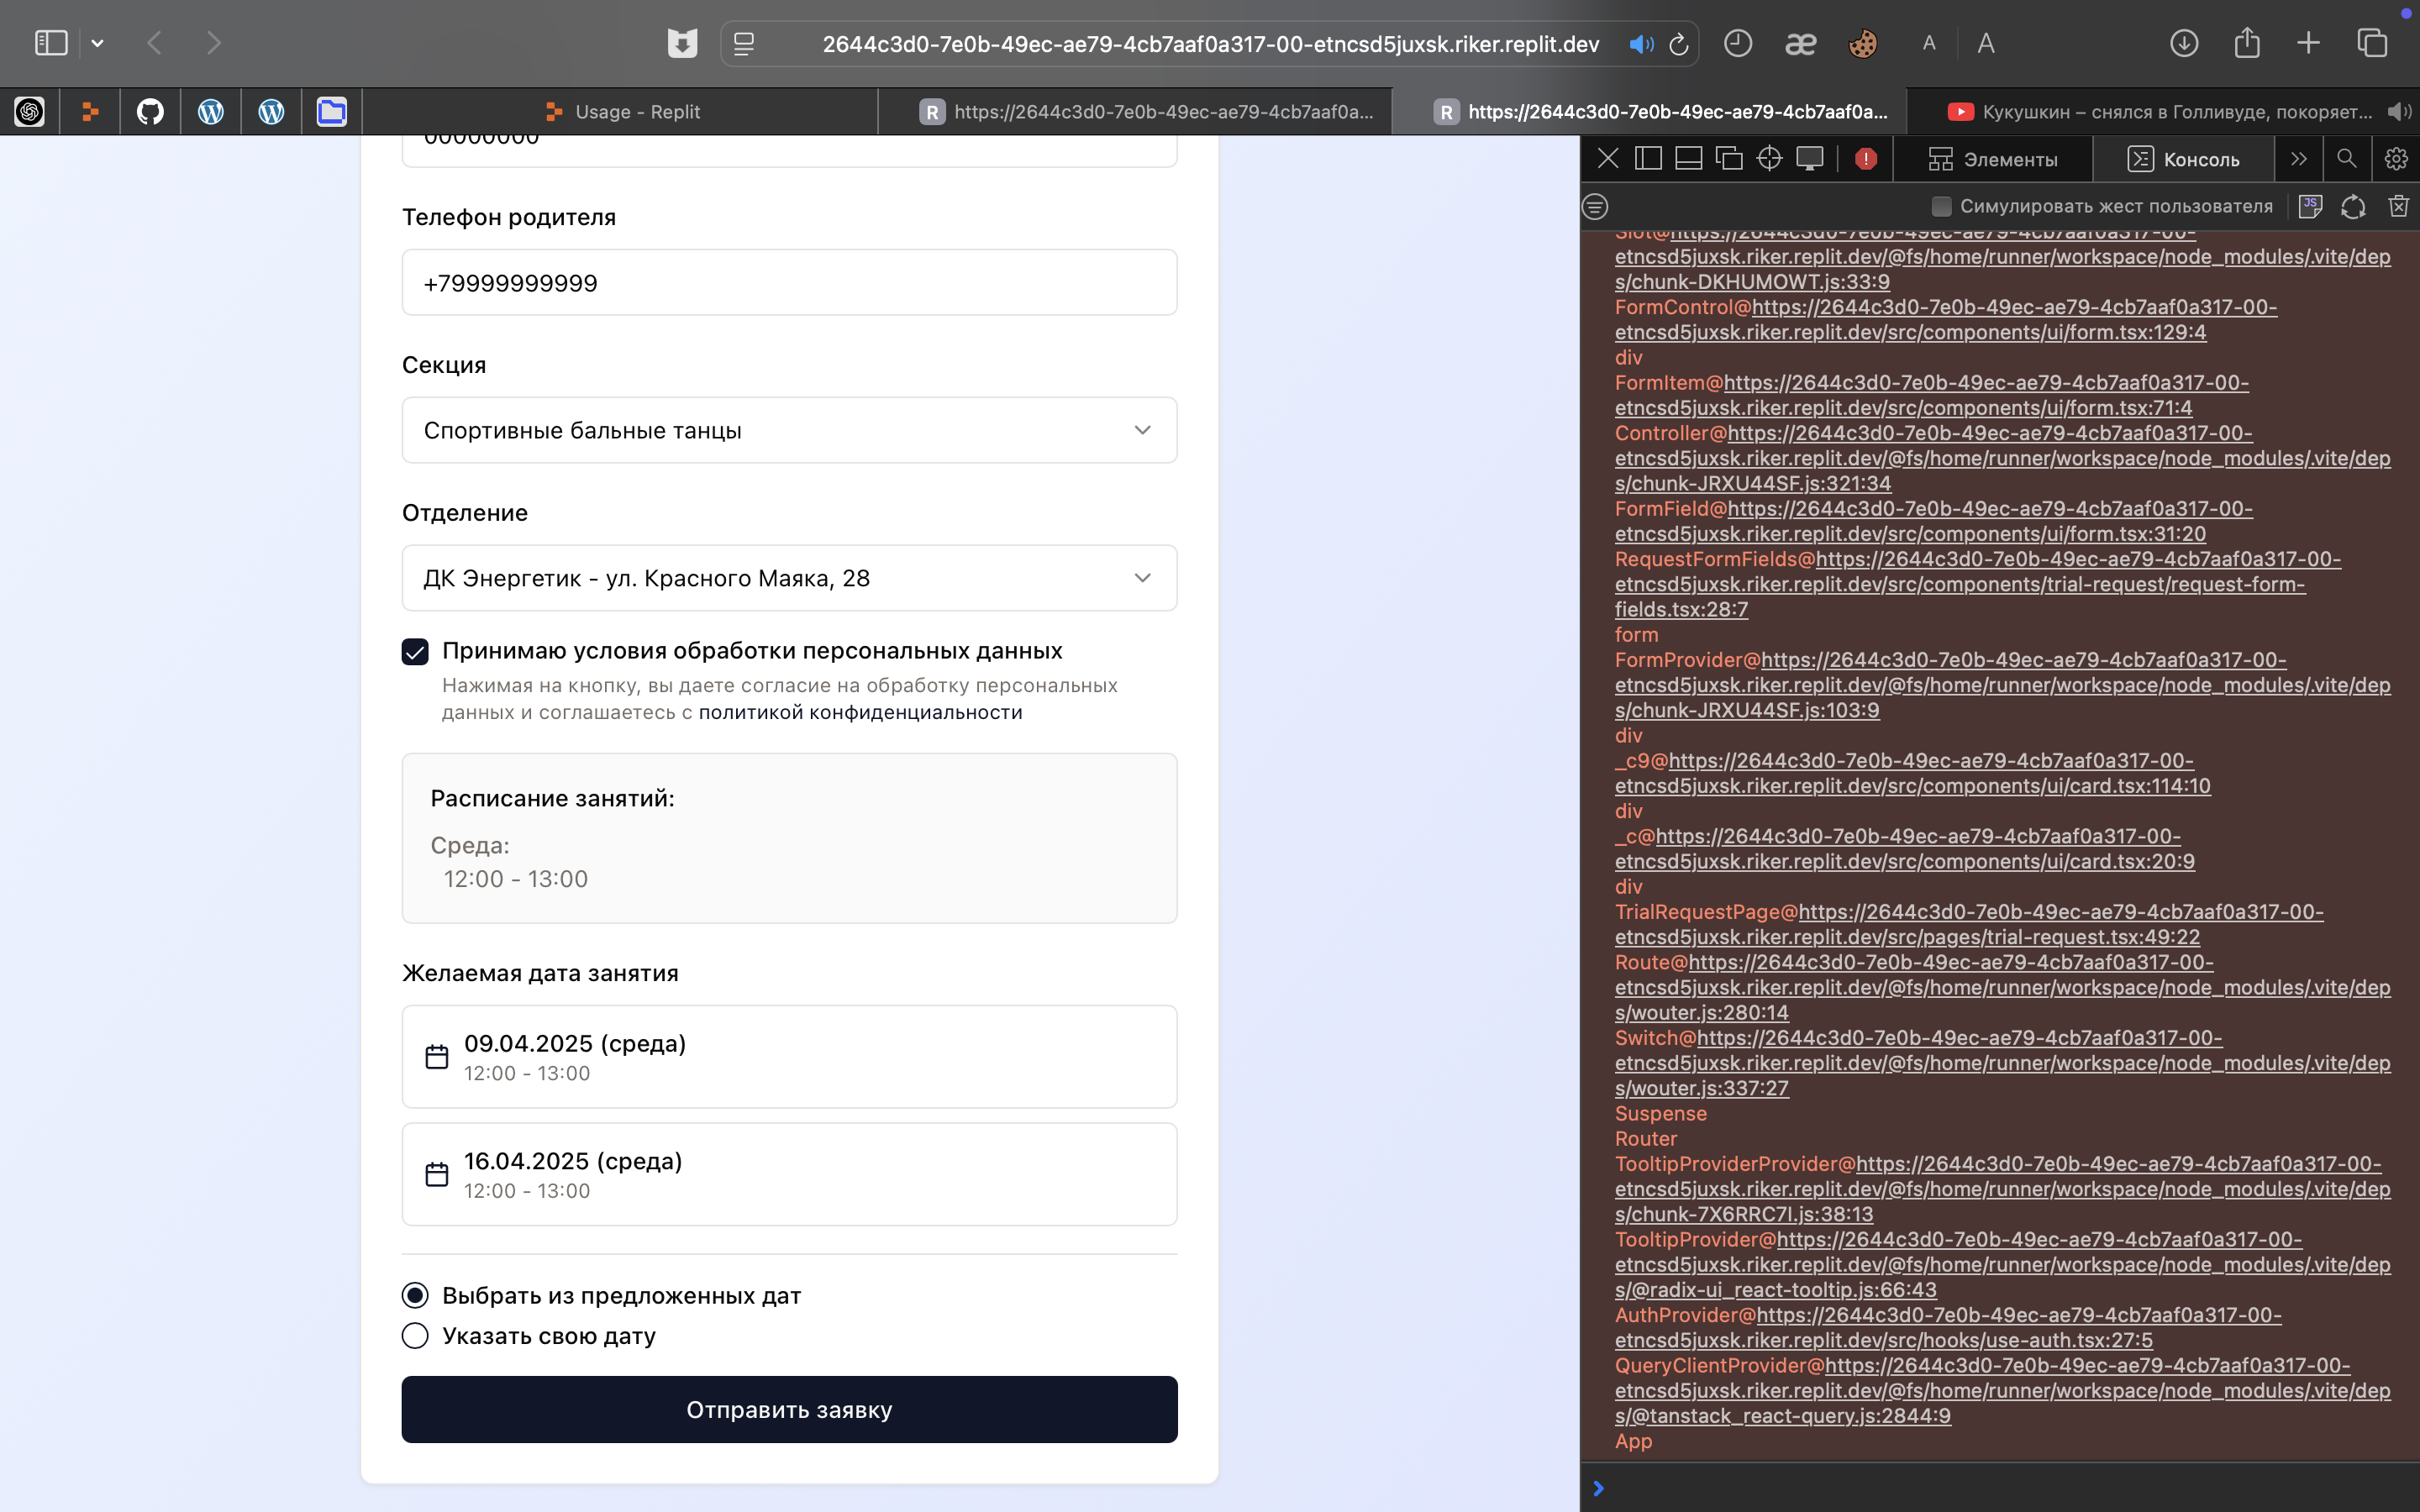 2644c3d0-7e0b-49ec-ae79-4cb7aaf0a317-00-etncsd5juxsk.riker.replit.dev
æ
A
A
Usage - Replit
R https://2644c3d0-7e0b-49ec-ae79-4cb7aaf0a...
R https://2644c3d0-7e0b-49ec-ae79-4cb7aaf0a...
Кукушкин – снялся в Голливуде, покоряет...
00000000
Телефон родителя
+79999999999
Секция
Спортивные бальные танцы
Отделение
ДК Энергетик - ул. Красного Маяка, 28
Принимаю условия обработки персональных данных
Нажимая на кнопку, вы даете согласие на обработку персональных
данных и соглашаетесь с политикой конфиденциальности
Расписание занятий:
Среда:
12:00 - 13:00
Желаемая дата занятия
09.04.2025 (среда)
12:00 - 13:00
16.04.2025 (среда)
12:00 - 13:00
Выбрать из предложенных дат
Указать свою дату
Отправить заявку
Элементы
Консоль
Симулировать жест пользователя
JS
Slot@https://2644c3d0-7e0b-49ec-ae79-4cb7aaf0a317-00-
etncsd5juxsk.riker.replit.dev/@fs/home/runner/workspace/node_modules/.vite/dep
s/chunk-DKHUMOWT.js:33:9
FormControl@https://2644c3d0-7e0b-49ec-ae79-4cb7aaf0a317-00-
etncsd5juxsk.riker.replit.dev/src/components/ui/form.tsx:129:4
div
FormItem@https://2644c3d0-7e0b-49ec-ae79-4cb7aaf0a317-00-
etncsd5juxsk.riker.replit.dev/src/components/ui/form.tsx:71:4
Controller@https://2644c3d0-7e0b-49ec-ae79-4cb7aaf0a317-00-
etncsd5juxsk.riker.replit.dev/@fs/home/runner/workspace/node_modules/.vite/dep
s/chunk-JRXU44SF.js:321:34
FormField@https://2644c3d0-7e0b-49ec-ae79-4cb7aaf0a317-00-
etncsd5juxsk.riker.replit.dev/src/components/ui/form.tsx:31:20
RequestFormFields@https://2644c3d0-7e0b-49ec-ae79-4cb7aaf0a317-00-
etncsd5juxsk.riker.replit.dev/src/components/trial-request/request-form-
fields.tsx:28:7
form
FormProvider@https://2644c3d0-7e0b-49ec-ae79-4cb7aaf0a317-00-
etncsd5juxsk.riker.replit.dev/@fs/home/runner/workspace/node_modules/.vite/dep
s/chunk-JRXU44SF.js:103:9
div
_c9@https://2644c3d0-7e0b-49ec-ae79-4cb7aaf0a317-00-
etncsd5juxsk.riker.replit.dev/src/components/ui/card.tsx:114:10
div
_c@https://2644c3d0-7e0b-49ec-ae79-4cb7aaf0a317-00-
etncsd5juxsk.riker.replit.dev/src/components/ui/card.tsx:20:9
div
TrialRequestPage@https://2644c3d0-7e0b-49ec-ae79-4cb7aaf0a317-00-
etncsd5juxsk.riker.replit.dev/src/pages/trial-request.tsx:49:22
Route@https://2644c3d0-7e0b-49ec-ae79-4cb7aaf0a317-00-
etncsd5juxsk.riker.replit.dev/@fs/home/runner/workspace/node_modules/.vite/dep
s/wouter.js:280:14
Switch@https://2644c3d0-7e0b-49ec-ae79-4cb7aaf0a317-00-
etncsd5juxsk.riker.replit.dev/@fs/home/runner/workspace/node_modules/.vite/dep
s/wouter.js:337:27
Suspense
Router
TooltipProviderProvider@https://2644c3d0-7e0b-49ec-ae79-4cb7aaf0a317-00-
etncsd5juxsk.riker.replit.dev/@fs/home/runner/workspace/node_modules/.vite/dep
s/chunk-7X6RRC7I.js:38:13
TooltipProvider@https://2644c3d0-7e0b-49ec-ae79-4cb7aaf0a317-00-
etncsd5juxsk.riker.replit.dev/@fs/home/runner/workspace/node_modules/.vite/dep
s/@radix-ui_react-tooltip.js:66:43
AuthProvider@https://2644c3d0-7e0b-49ec-ae79-4cb7aaf0a317-00-
etncsd5juxsk.riker.replit.dev/src/hooks/use-auth.tsx:27:5
QueryClientProvider@https://2644c3d0-7e0b-49ec-ae79-4cb7aaf0a317-00-
etncsd5juxsk.riker.replit.dev/@fs/home/runner/workspace/node_modules/.vite/dep
s/@tanstack_react-query.js:2844:9
App